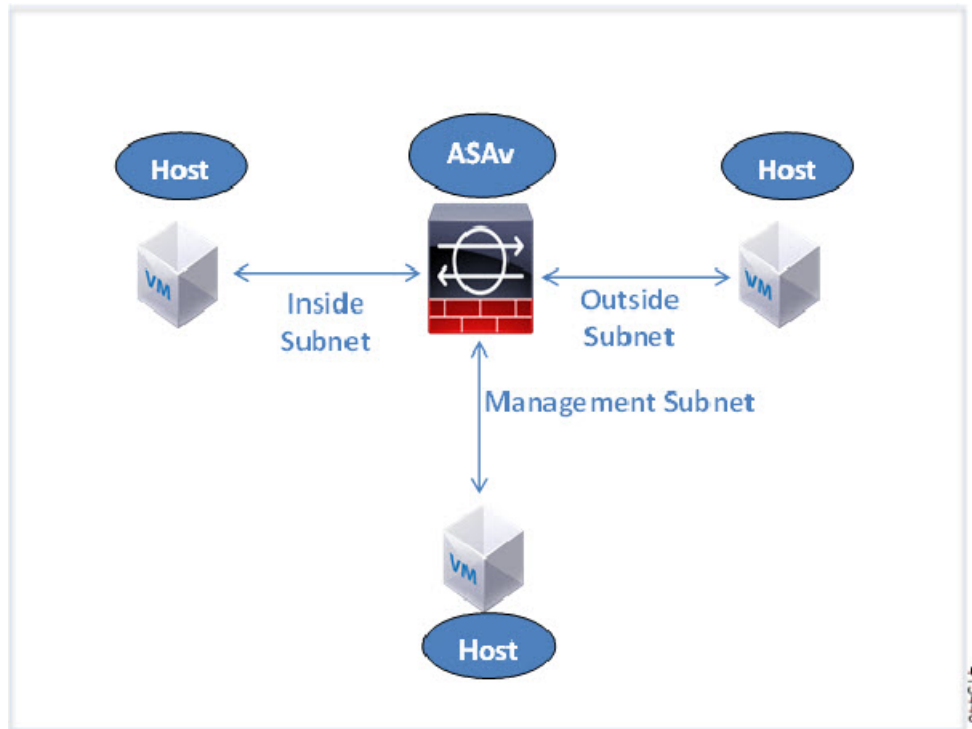 Host
ASAv
Host
VM
VM
Inside
Subnet
Outside
Subnet
Management Subnet
VM
Host